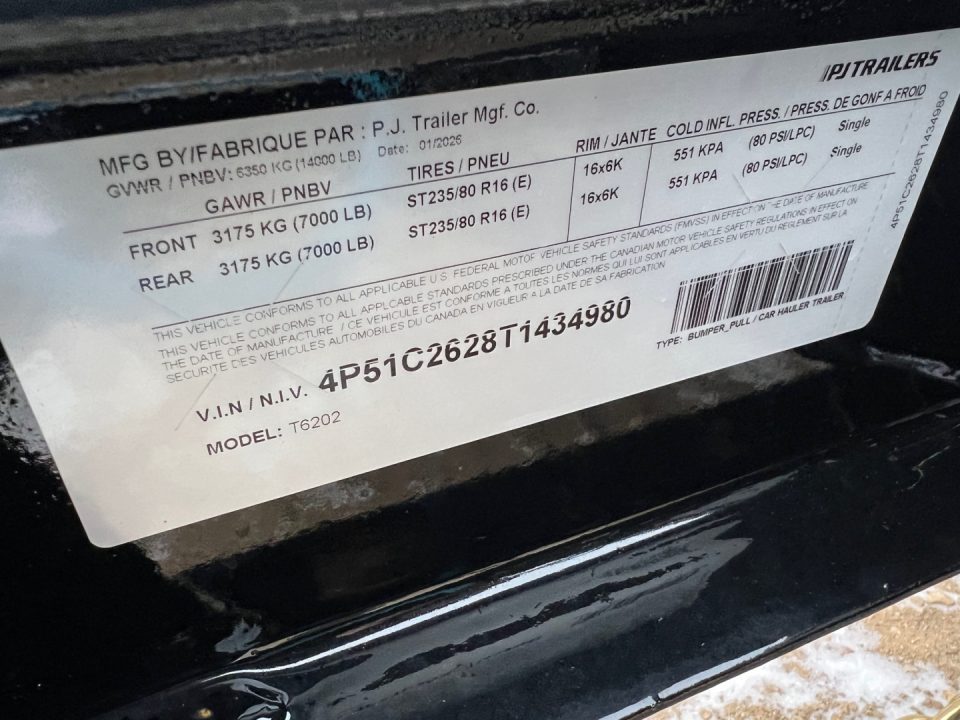 PJTRAILERS
MFG BY/FABRIQUE PAR : P.J. Trailer Mgf. Co.
GVWR / PNBV: 6350 KG (14000 LB) Date: 01/2026
GAWR / PNBV TIRES / PNEU RIM / JANTE COLD INFL. PRESS. / PRESS. DE GONF A FROID
FRONT 3175 KG (7000 LB) ST235/80 R16 (E) 16x6K 551 KPA (80 PSI/LPC) Single
REAR 3175 KG (7000 LB) ST235/80 R16 (E) 16x6K 551 KPA (80 PSI/LPC) Single
THIS VEHICLE CONFORMS TO ALL APPLICABLE U.S. FEDERAL MOTOR VEHICLE SAFETY STANDARDS (FMVSS) IN EFFECT ON THE DATE OF MANUFACTURE
THIS VEHICLE CONFORMS TO ALL APPLCABLE STANDARDS PRESCRIBED UNDER THE CANADIAN MOTOR VEHICLE SAFETY REGULATIONS IN EFFECT ON
THE DATE OF MANUFACTURE / CE VEHICULE EST CONFORME A TOUTES LES NORMES QUI LUI SONT APPLICABLES EN VERTU DU REGLEMENT SUR LA
SECURITE DES VEHICULES AUTOMOBILES DU CANADA EN VIGUEUR A LA DATE DE SA FABRICATION
V.I.N / N.I.V. 4P51C2628T1434980
MODEL: T6202
TYPE: BUMPER_PULL / CAR HAULER TRAILER
4P51C2628T1434980